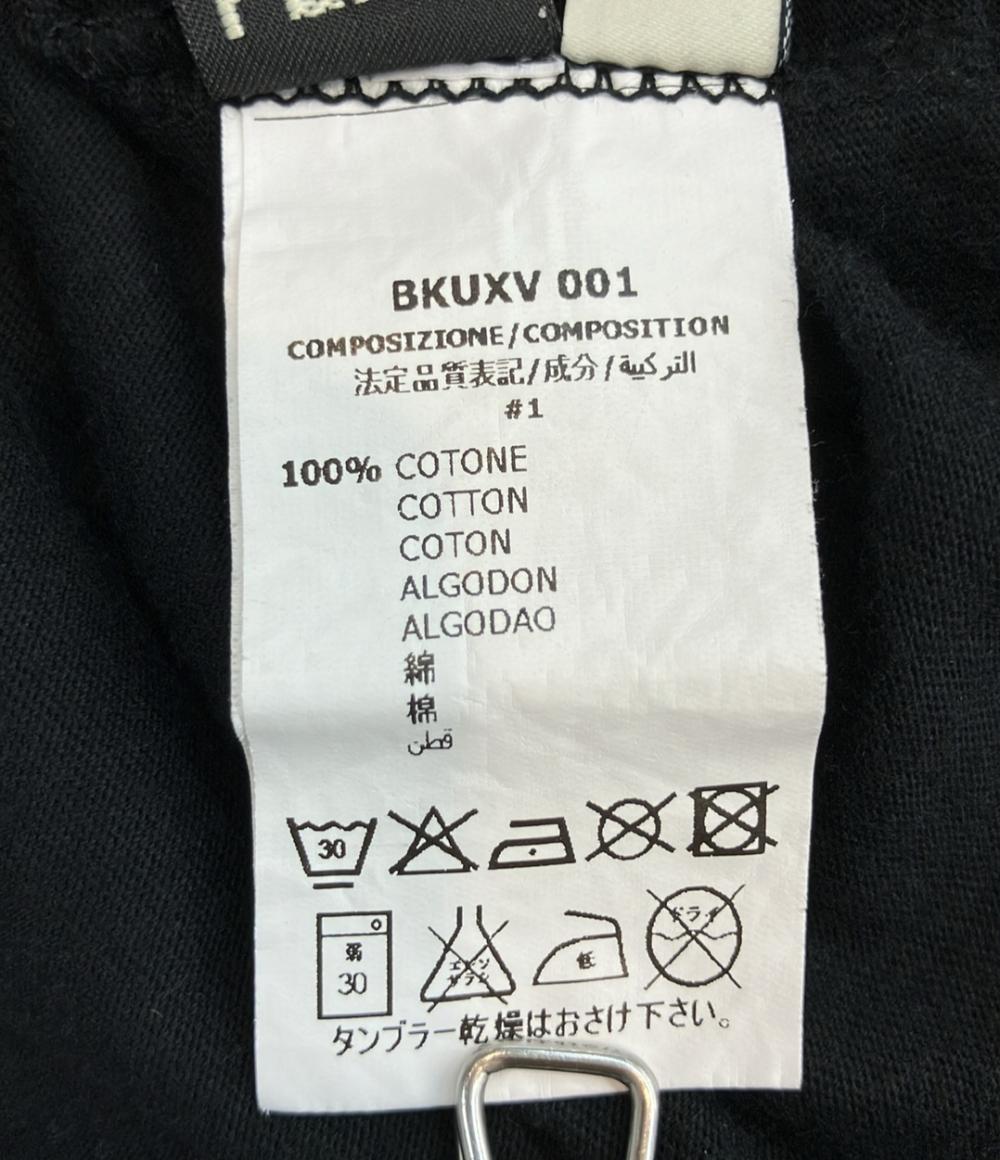 BKUXV 001
COMPOSIZIONE/COMPOSITION
法定品質表記/成分/التركيبة
#1
100% COTONE
COTTON
COTON
ALGODON
ALGODAO
綿
棉
قطن
30
弱
30
エンソ
サラシ
低
ドライ
タンブラー乾燥はおさけ下さい。